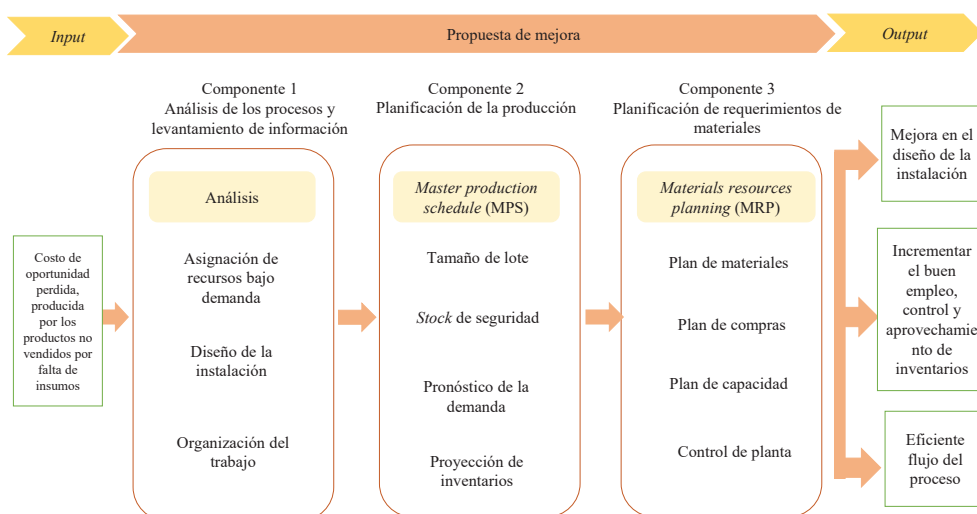 Input
Propuesta de mejora
Output
Componente 1
Análisis de los procesos y
levantamiento de información
Componente 2
Planificación de la producción
Componente 3
Planificación de requerimientos de
materiales
Costo de
oportunidad
perdida,
producida
por los
productos no
vendidos por
falta de
insumos
Análisis
Asignación de
recursos bajo
demanda
Diseño de la
instalación
Organización del
trabajo
Master production
schedule (MPS)
Tamaño de lote
Stock de seguridad
Pronóstico de la
demanda
Proyección de
inventarios
Materials resources
planning (MRP)
Plan de materiales
Plan de compras
Plan de capacidad
Control de planta
Mejora en el
diseño de la
instalación
Incrementar
el buen
empleo,
control y
aprovechamie
nto de
inventarios
Eficiente
flujo del
proceso